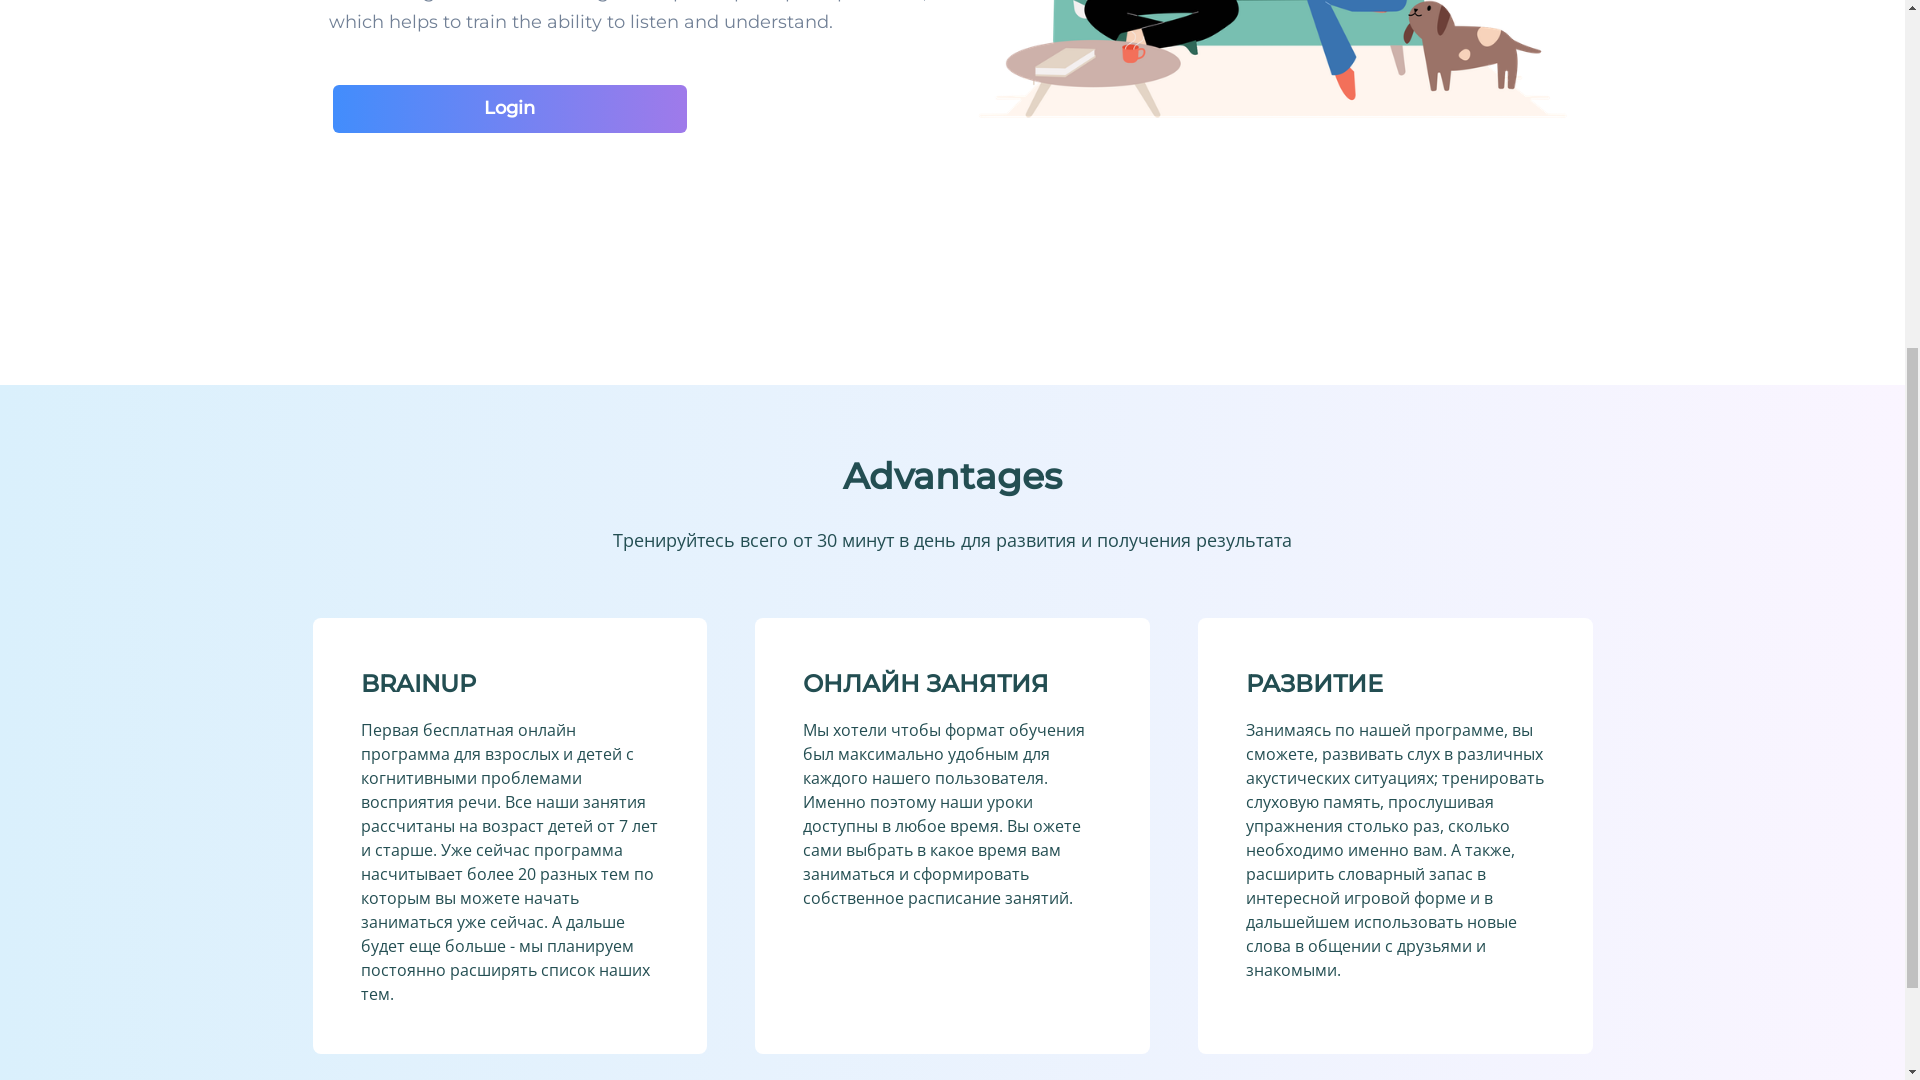 which helps to train the ability to listen and understand.
Login
Advantages
Тренируйтесь всего от 30 минут в день для развития и получения результата
BRAINUP
Первая бесплатная онлайн
программа для взрослых и детей с
когнитивными проблемами
восприятия речи. Все наши занятия
рассчитаны на возраст детей от 7 лет
и старше. Уже сейчас программа
насчитывает более 20 разных тем по
которым вы можете начать
заниматься уже сейчас. А дальше
будет еще больше - мы планируем
постоянно расширять список наших
тем.
ОНЛАЙН ЗАНЯТИЯ
Мы хотели чтобы формат обучения
был максимально удобным для
каждого нашего пользователя.
Именно поэтому наши уроки
доступны в любое время. Вы ожете
сами выбрать в какое время вам
заниматься и сформировать
собственное расписание занятий.
РАЗВИТИЕ
Занимаясь по нашей программе, вы
сможете, развивать слух в различных
акустических ситуациях; тренировать
слуховую память, прослушивая
упражнения столько раз, сколько
необходимо именно вам. А также,
расширить словарный запас в
интересной игровой форме и в
дальшейшем использовать новые
слова в общении с друзьями и
знакомыми.